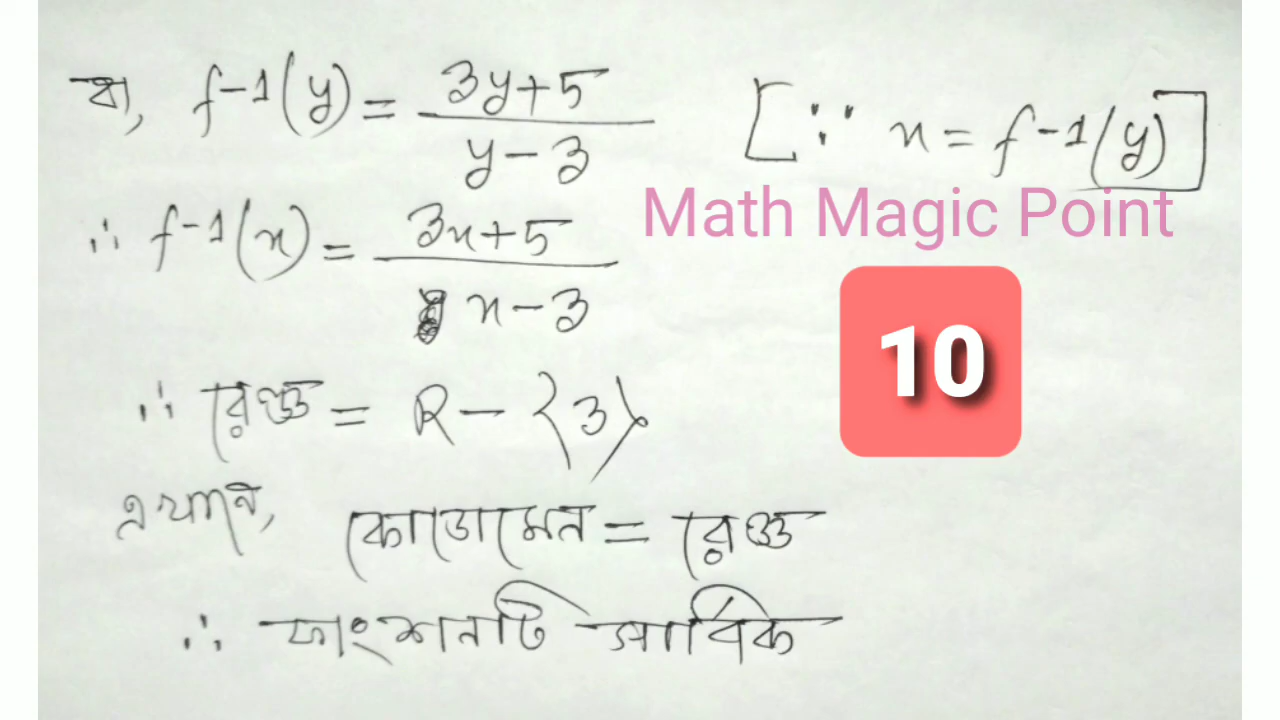 বা, f-1(y) = 3y+5 / y-3 [∵ x = f-1(y)]
Math Magic Point
∴ f-1(x) = 3x+5 / x-3
10
∴ রেঞ্জ = R - {3}
এখানে, কোডোমেন = রেঞ্জ
∴ ফাংশনটি সার্বিক